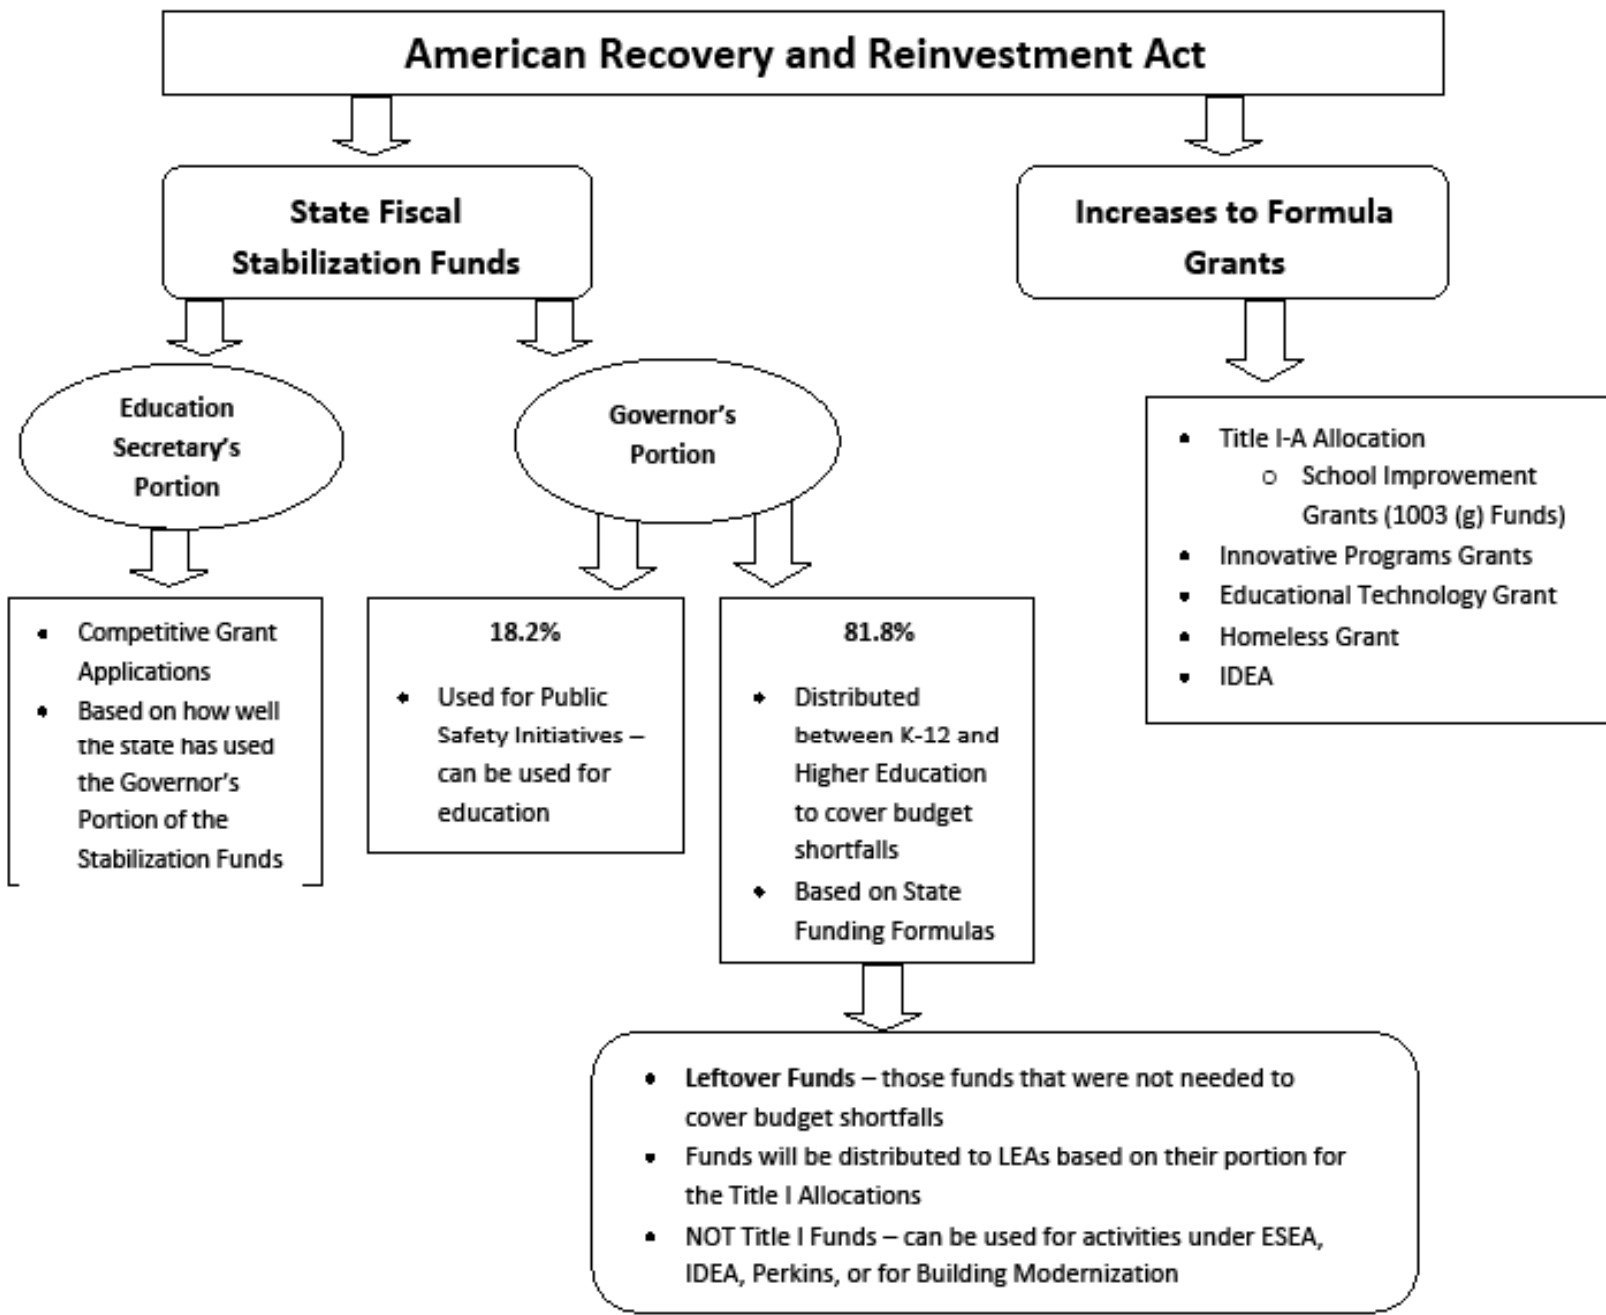 American Recovery and Reinvestment Act
State Fiscal
Stabilization Funds
Increases to Formula
Grants
Education
Secretary's
Portion
Governor's
Portion
• Title I-A Allocation
o School Improvement
Grants (1003 (g) Funds)
• Innovative Programs Grants
• Educational Technology Grant
• Homeless Grant
• IDEA
• Competitive Grant
Applications
• Based on how well
the state has used
the Governor's
Portion of the
Stabilization Funds
18.2%
• Used for Public
Safety Initiatives –
can be used for
education
81.8%
• Distributed
between K-12 and
Higher Education
to cover budget
shortfalls
• Based on State
Funding Formulas
• Leftover Funds – those funds that were not needed to
cover budget shortfalls
• Funds will be distributed to LEAs based on their portion for
the Title I Allocations
• NOT Title I Funds – can be used for activities under ESEA,
IDEA, Perkins, or for Building Modernization